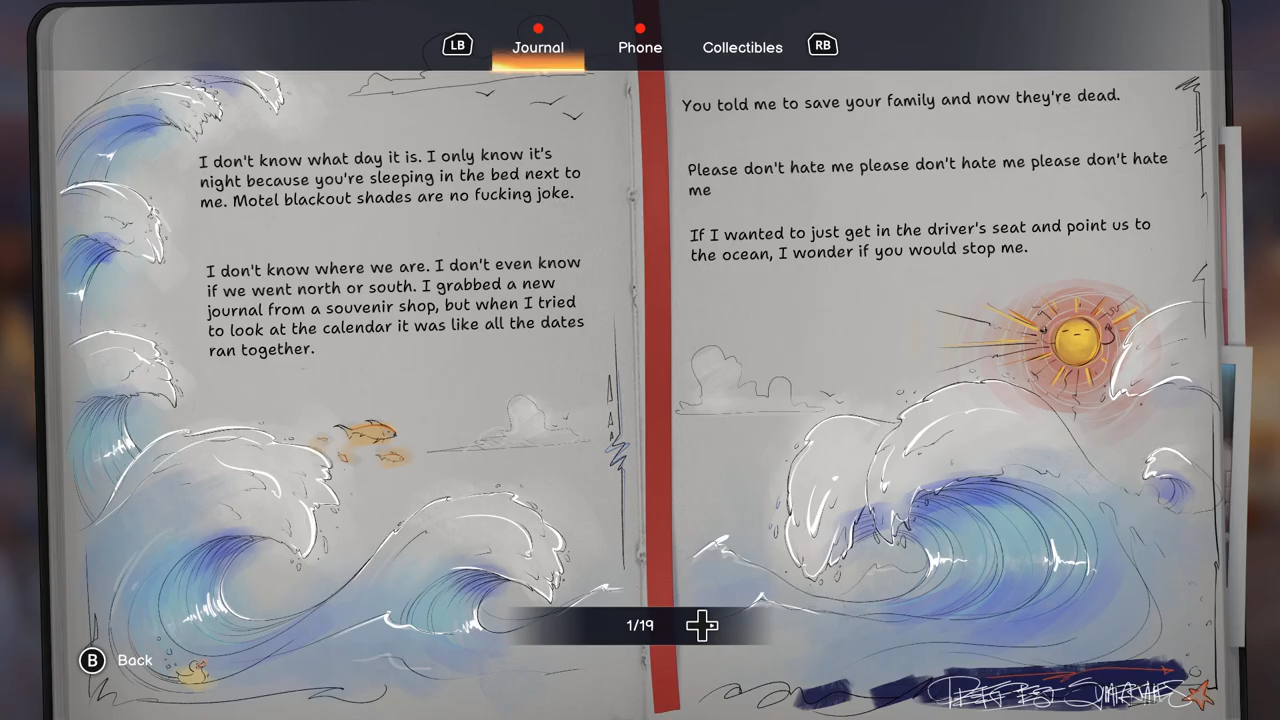 LB Journal Phone Collectibles RB
I don't know what day it is. I only know it's
night because you're sleeping in the bed next to
me. Motel blackout shades are no fucking joke.
I don't know where we are. I don't even know
if we went north or south. I grabbed a new
journal from a souvenir shop, but when I tried
to look at the calendar it was like all the dates
ran together.
You told me to save your family and now they're dead.
Please don't hate me please don't hate me please don't hate
me
If I wanted to just get in the driver's seat and point us to
the ocean, I wonder if you would stop me.
1/19
B Back